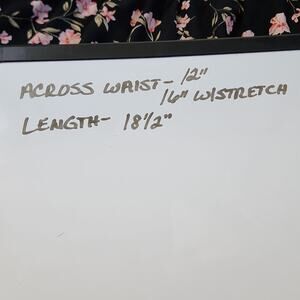 ACROSS WAIST- 12"
16" W/STRETCH
LENGTH- 18 1/2"